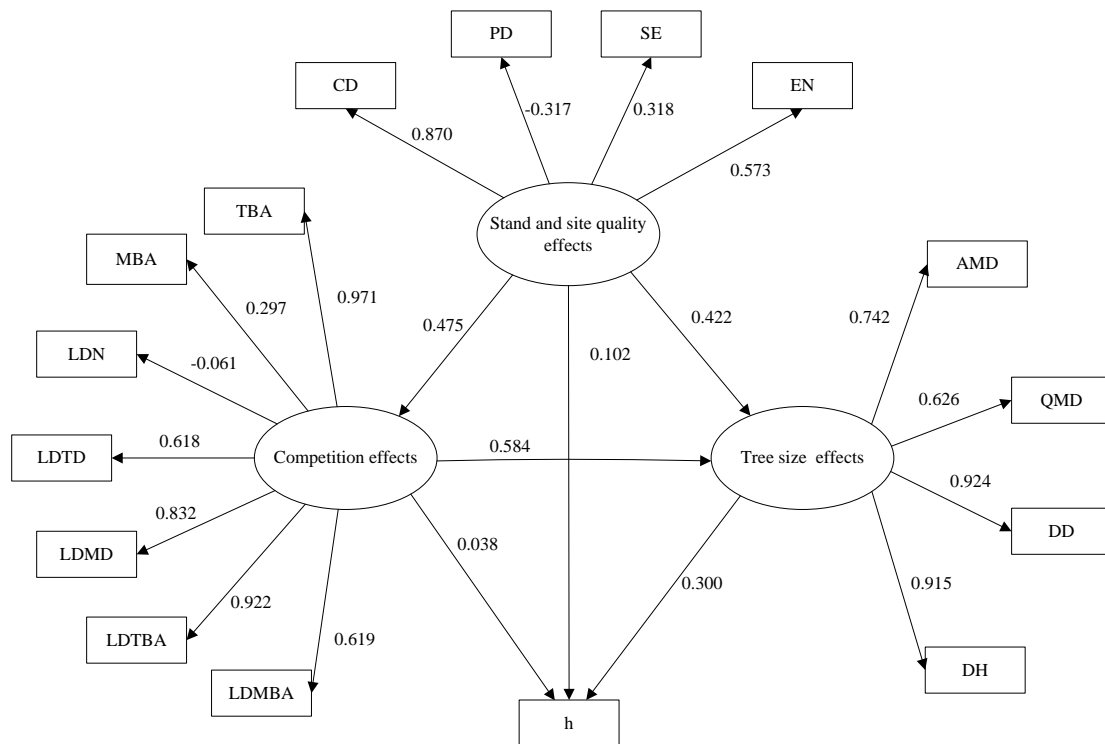 PD
SE
CD
EN
-0.317
0.318
0.870
0.573
TBA
Stand and site quality
effects
MBA
AMD
0.297
0.971
0.475
0.422
0.742
LDN
-0.061
0.102
QMD
0.626
LDTD
0.618
Competition effects
0.584
Tree size effects
0.924
LDMD
0.832
DD
0.038
0.300
0.915
LDTBA
0.922
0.619
LDMBA
DH
h